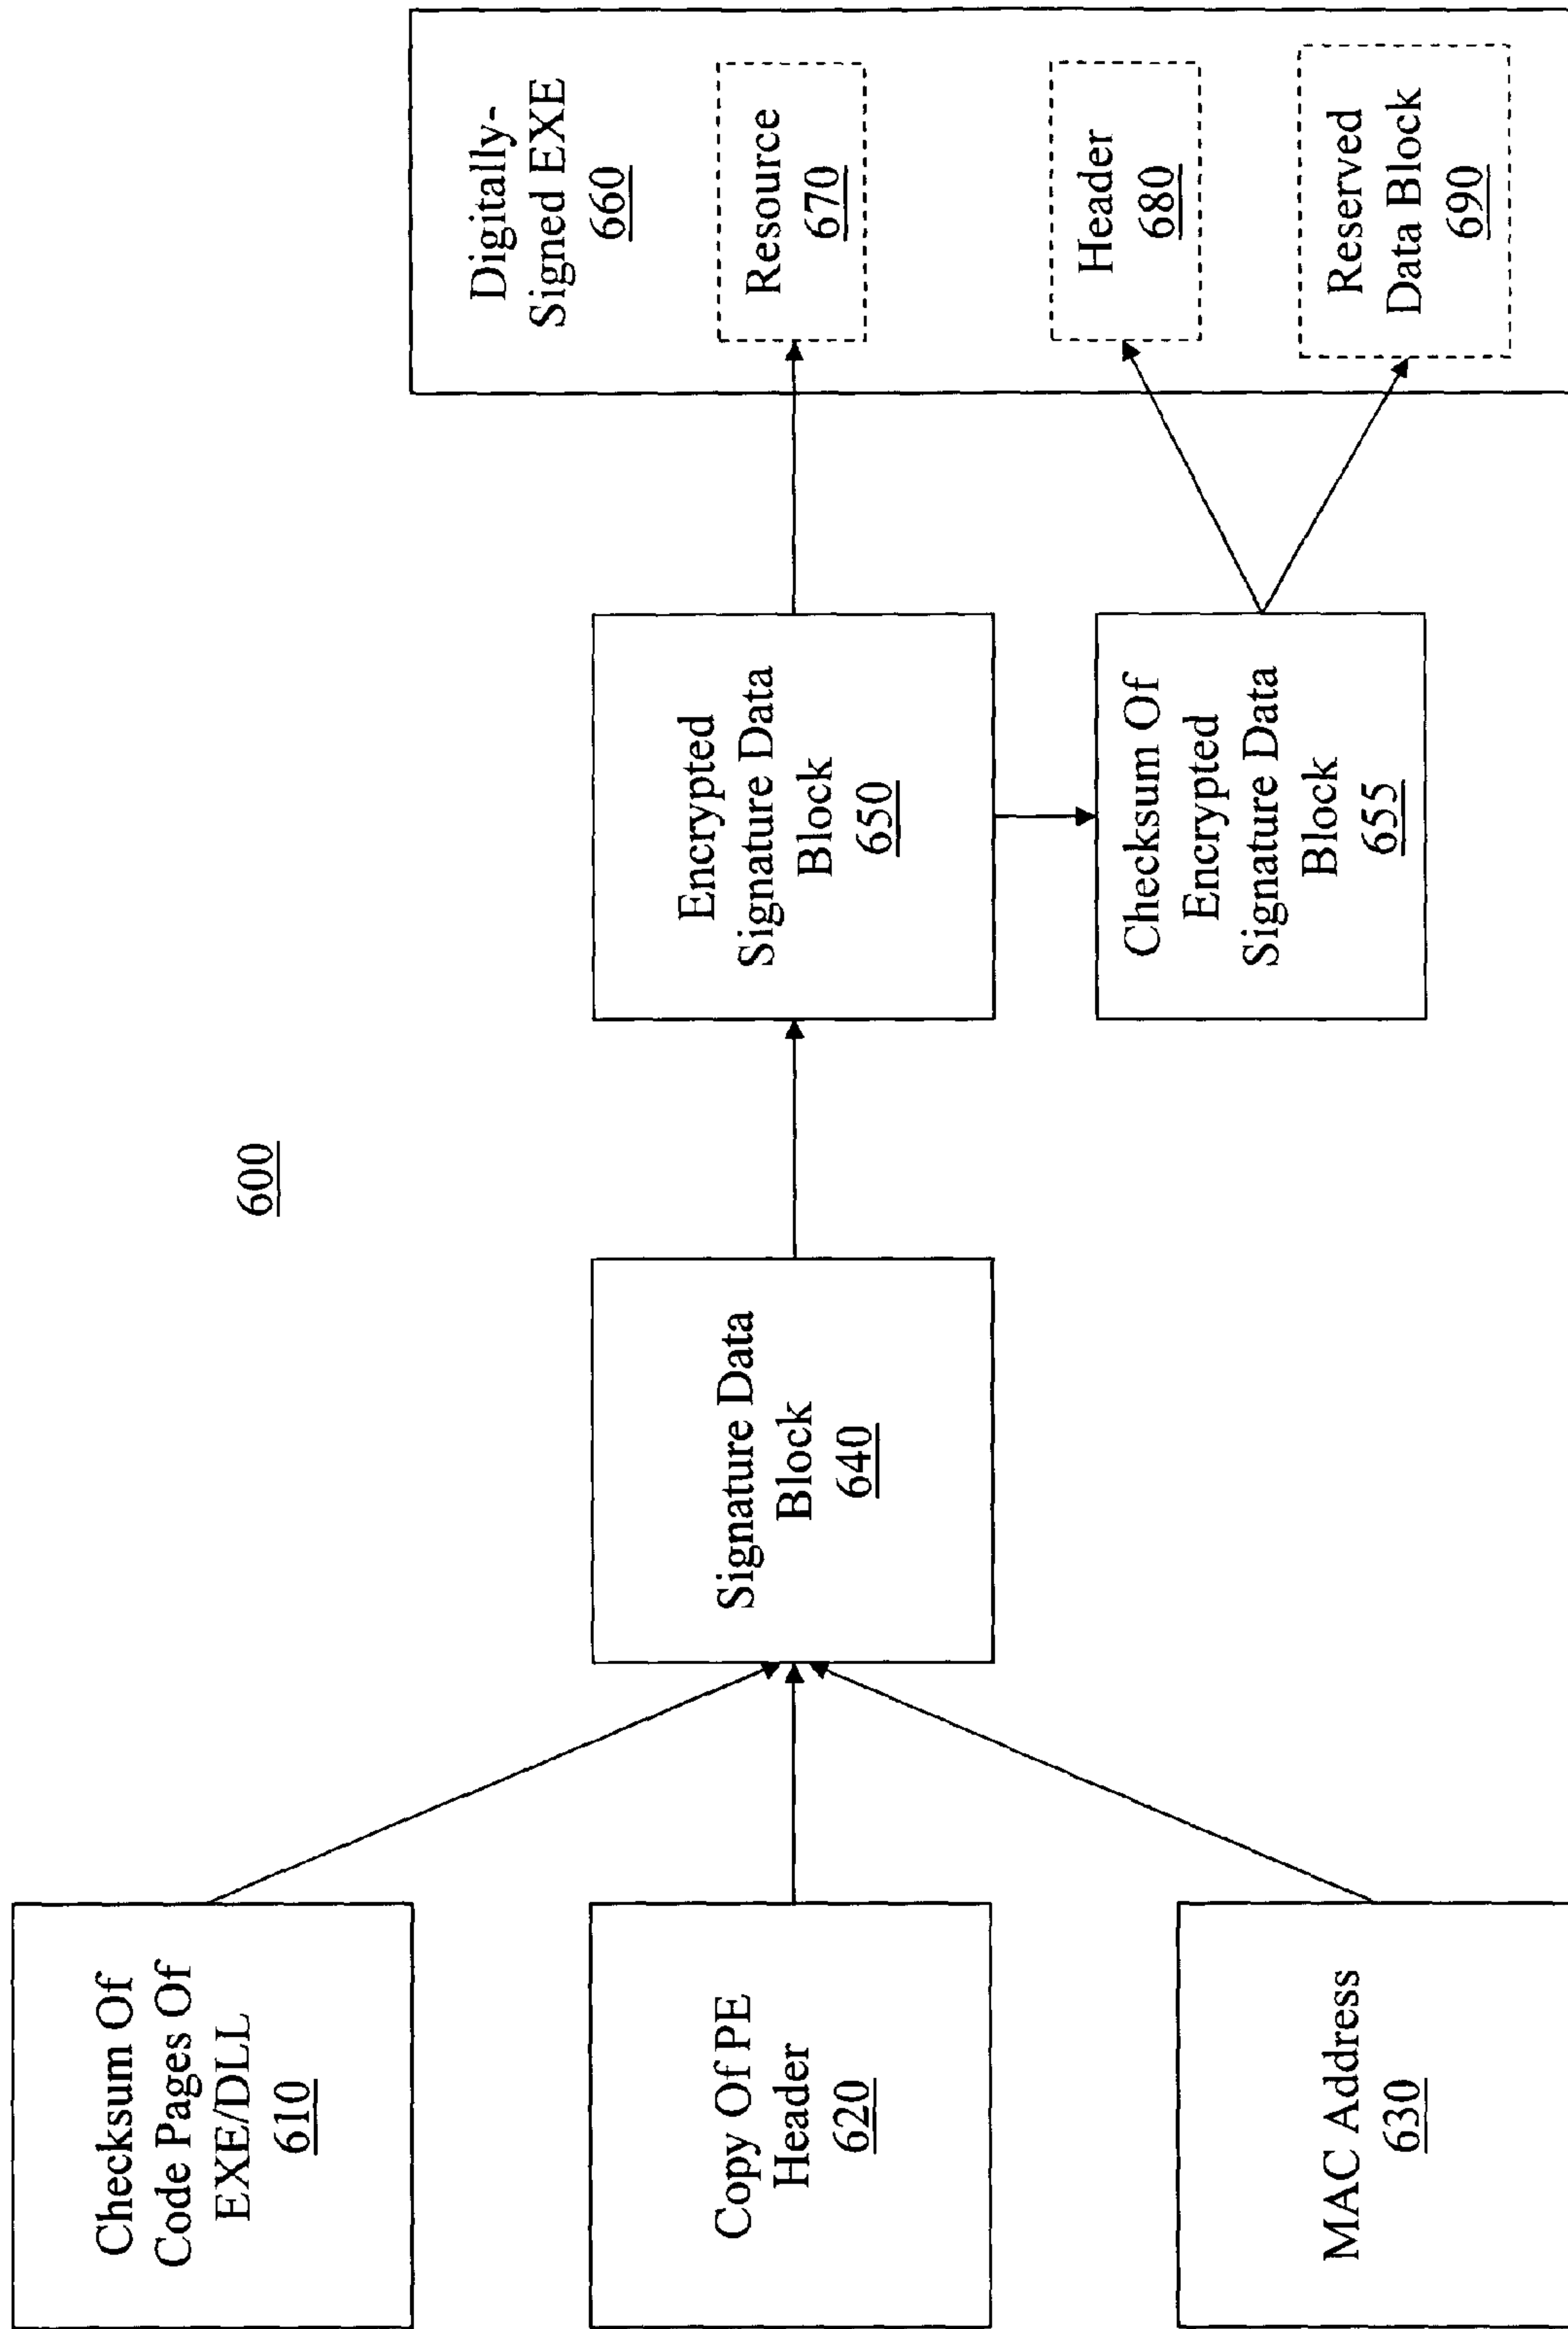 600
Checksum Of
Code Pages Of
EXE/DLL
610
Copy Of PE
Header
620
MAC Address
630
Signature Data
Block
640
Encrypted
Signature Data
Block
650
Checksum Of
Encrypted
Signature Data
Block
655
Digitally-
Signed EXE
660
Resource
670
Header
680
Reserved
Data Block
690